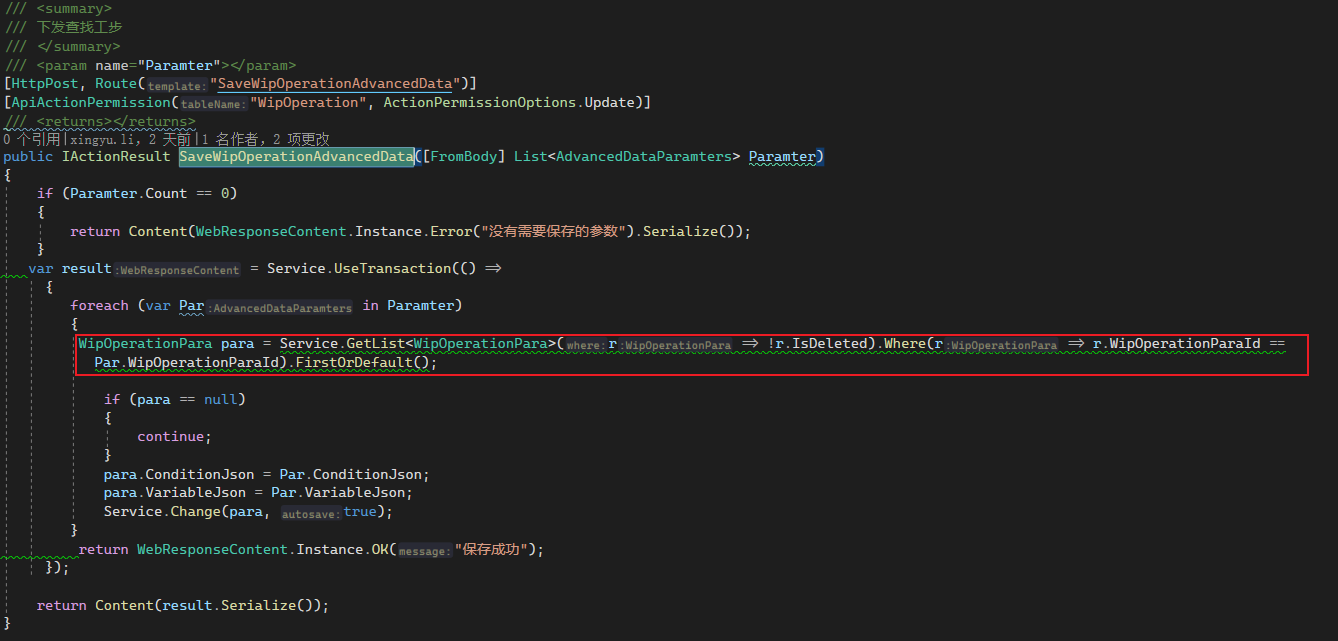 /// <summary>
/// 下发查找工步
/// </summary>
/// <param name="Paramter"></param>
[HttpPost, Route(template:"SaveWipOperationAdvancedData")]
[ApiActionPermission(tableName:"WipOperation", ActionPermissionOptions.Update)]
/// <returns></returns>
0 个引用|xingyu.li，2 天前|1 名作者，2 项更改
public IActionResult SaveWipOperationAdvancedData([FromBody] List<AdvancedDataParamters> Paramter)
{
if (Paramter.Count == 0)
{
return Content(WebResponseContent.Instance.Error("没有需要保存的参数").Serialize());
}
var result:WebResponseContent = Service.UseTransaction(() =>
{
foreach (var Par:AdvancedDataParamters in Paramter)
{
WipOperationPara para = Service.GetList<WipOperationPara>(where:r:WipOperationPara => !r.IsDeleted).Where(r:WipOperationPara => r.WipOperationParaId ==
Par.WipOperationParaId).FirstOrDefault();
if (para == null)
{
continue;
}
para.ConditionJson = Par.ConditionJson;
para.VariableJson = Par.VariableJson;
Service.Change(para, autosave:true);
}
return WebResponseContent.Instance.OK(message:"保存成功");
});
return Content(result.Serialize());
}